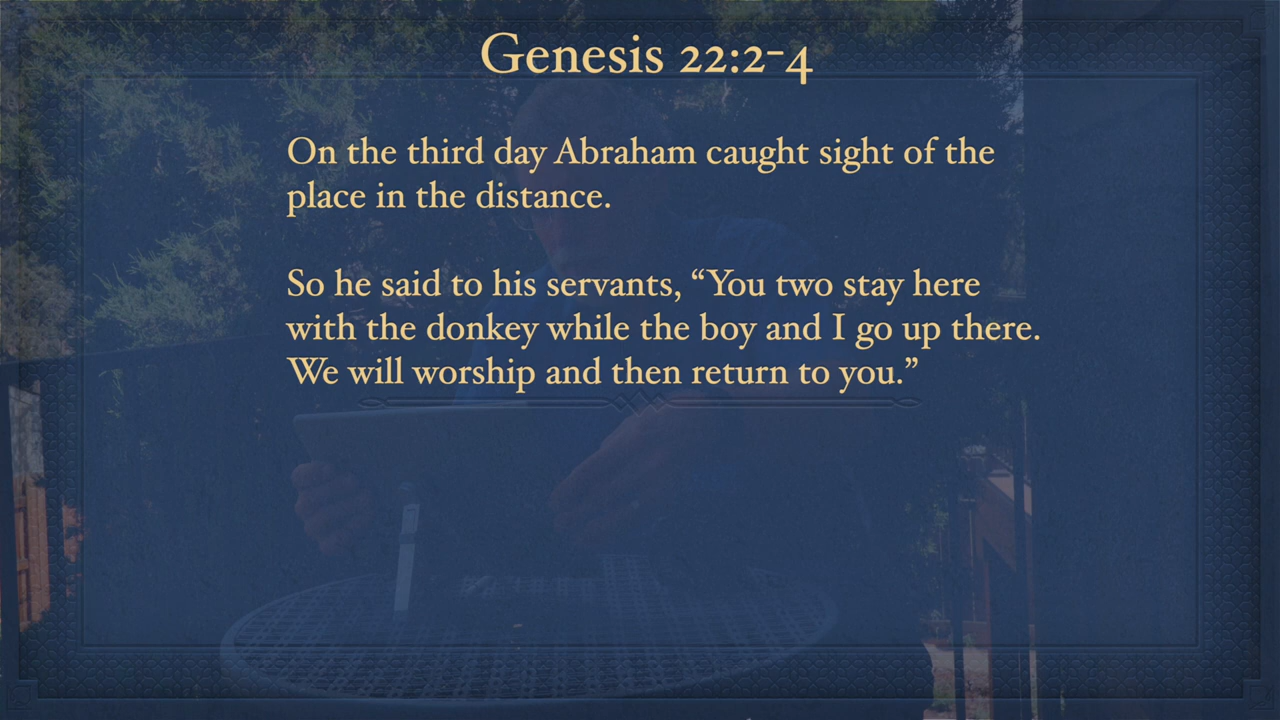 Genesis 22:2-4
On the third day Abraham caught sight of the
place in the distance.
So he said to his servants, “You two stay here
with the donkey while the boy and I go up there.
We will worship and then return to you.”